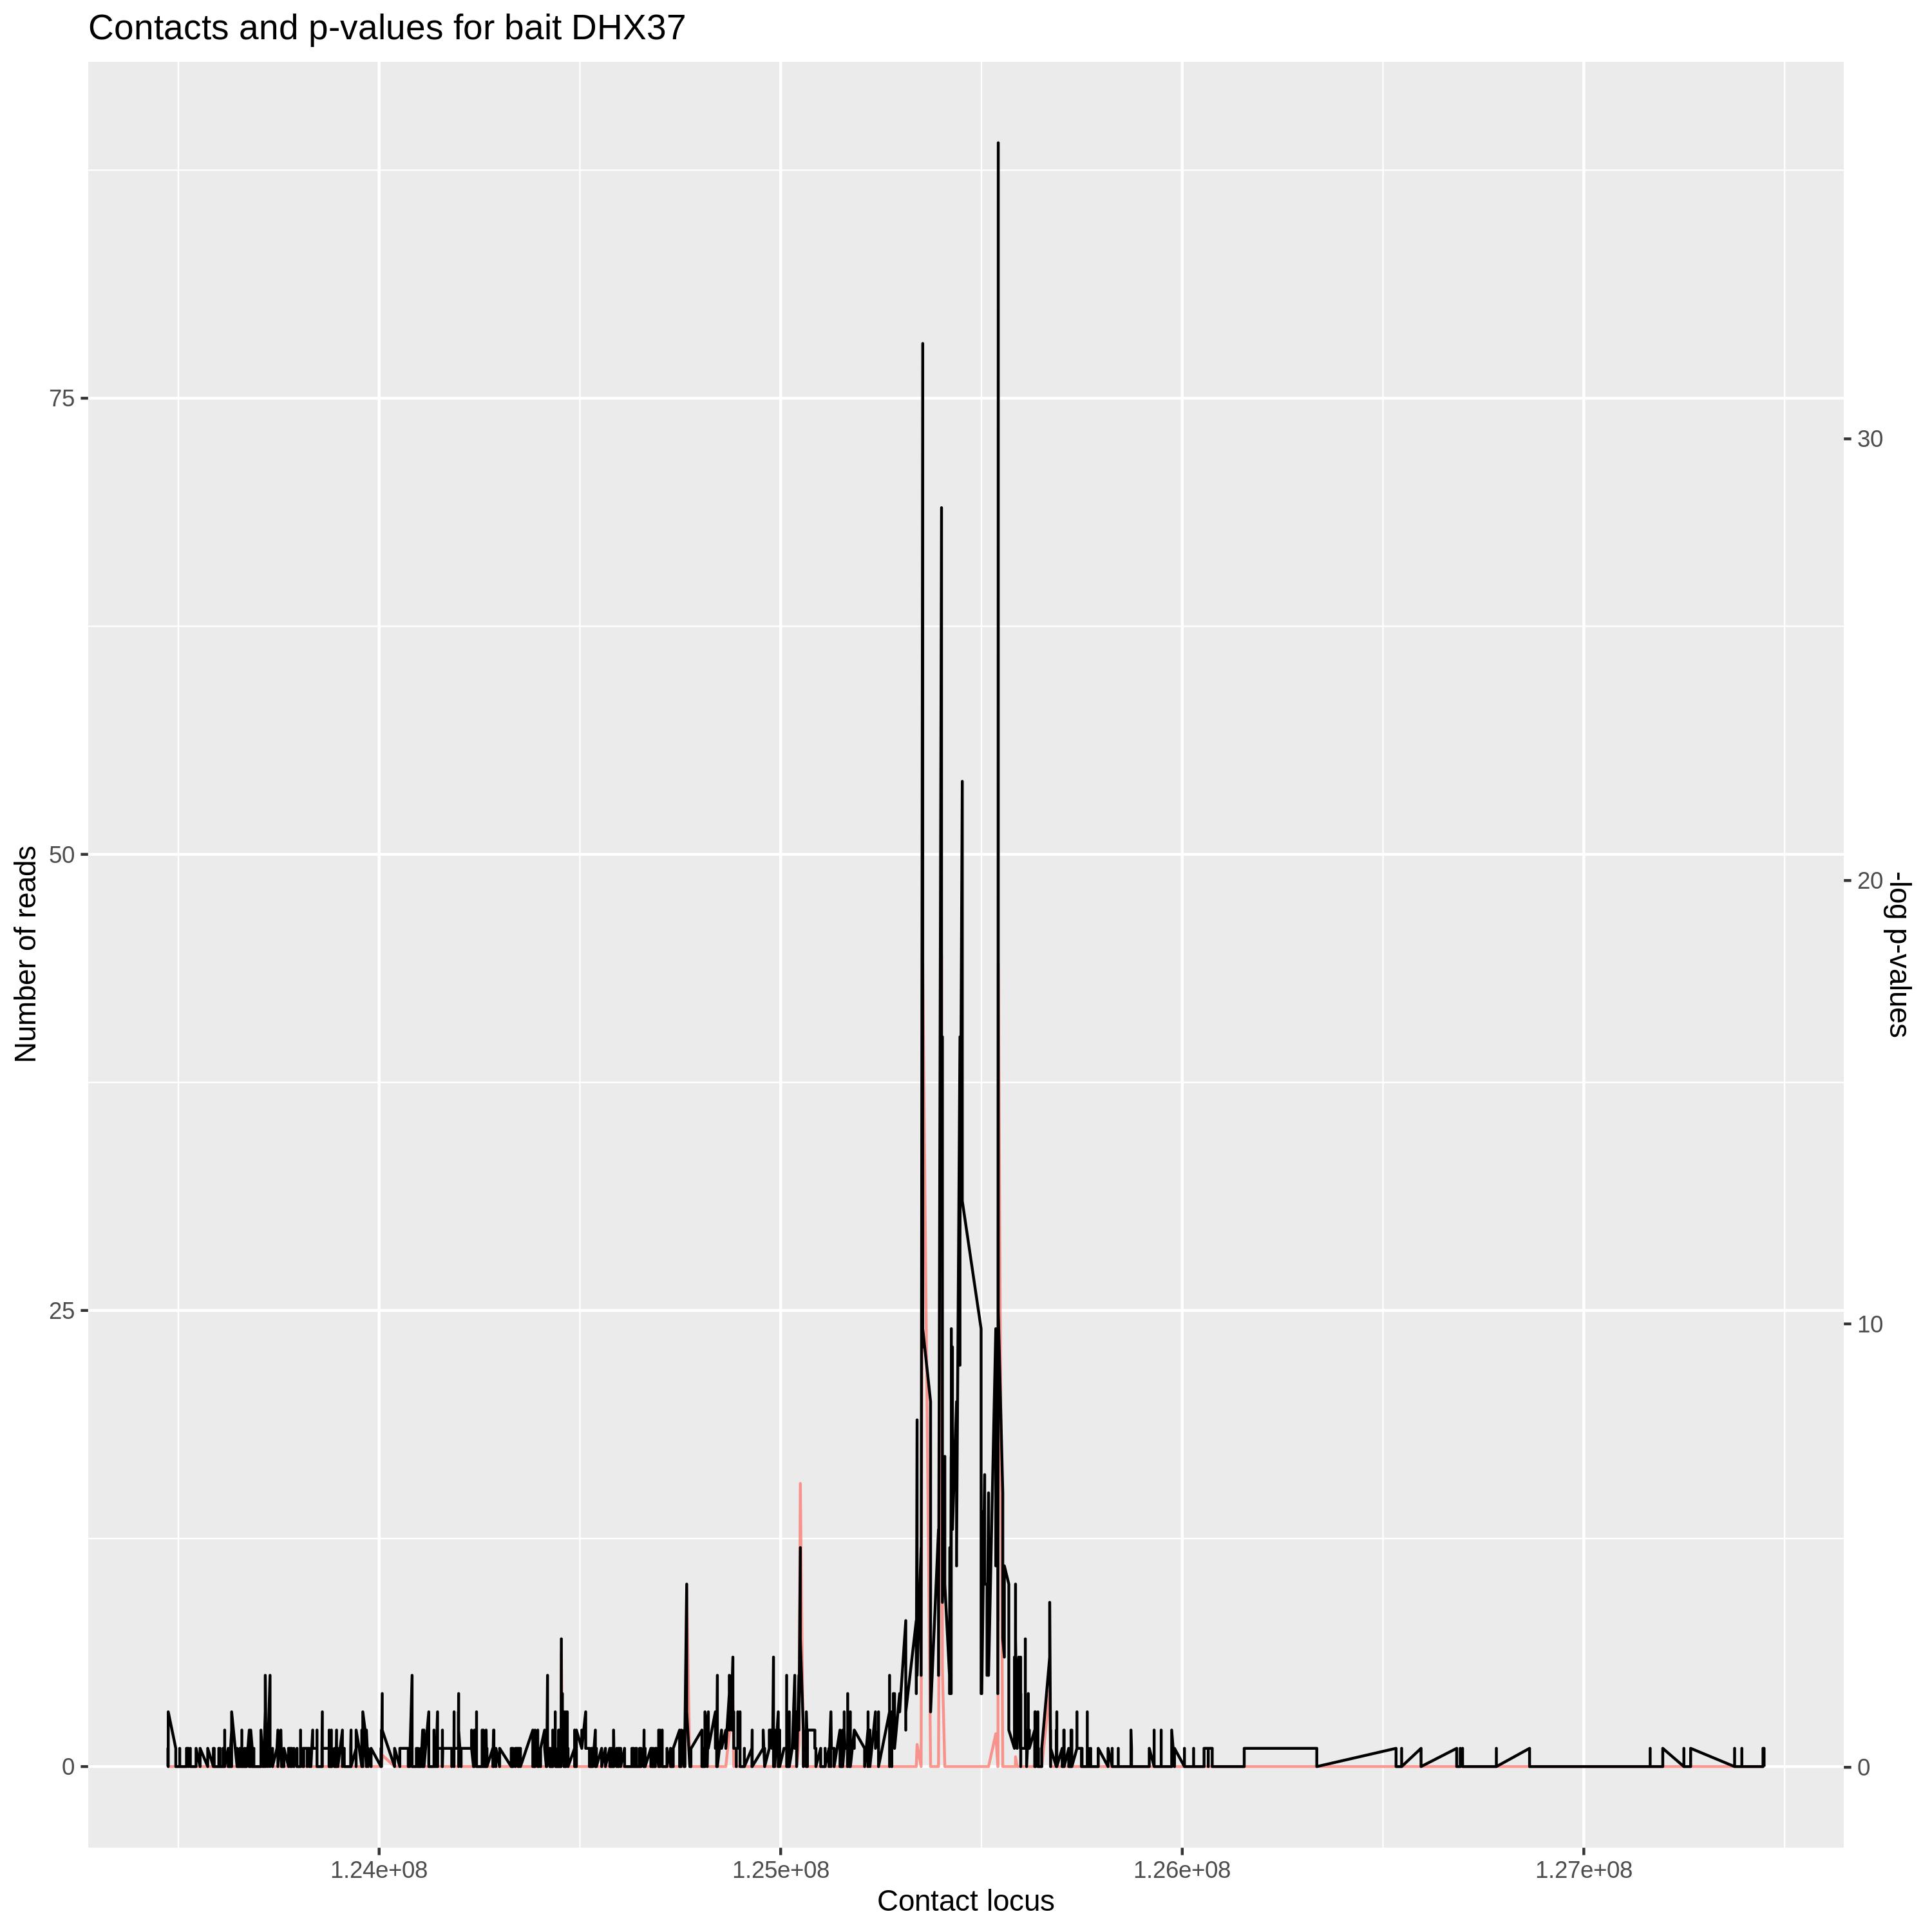 Contacts and p-values for bait DHX37
75
50
25
0
Number of reads
30
20
10
0
-log p-values
1.24e+08
1.25e+08
1.26e+08
1.27e+08
Contact locus